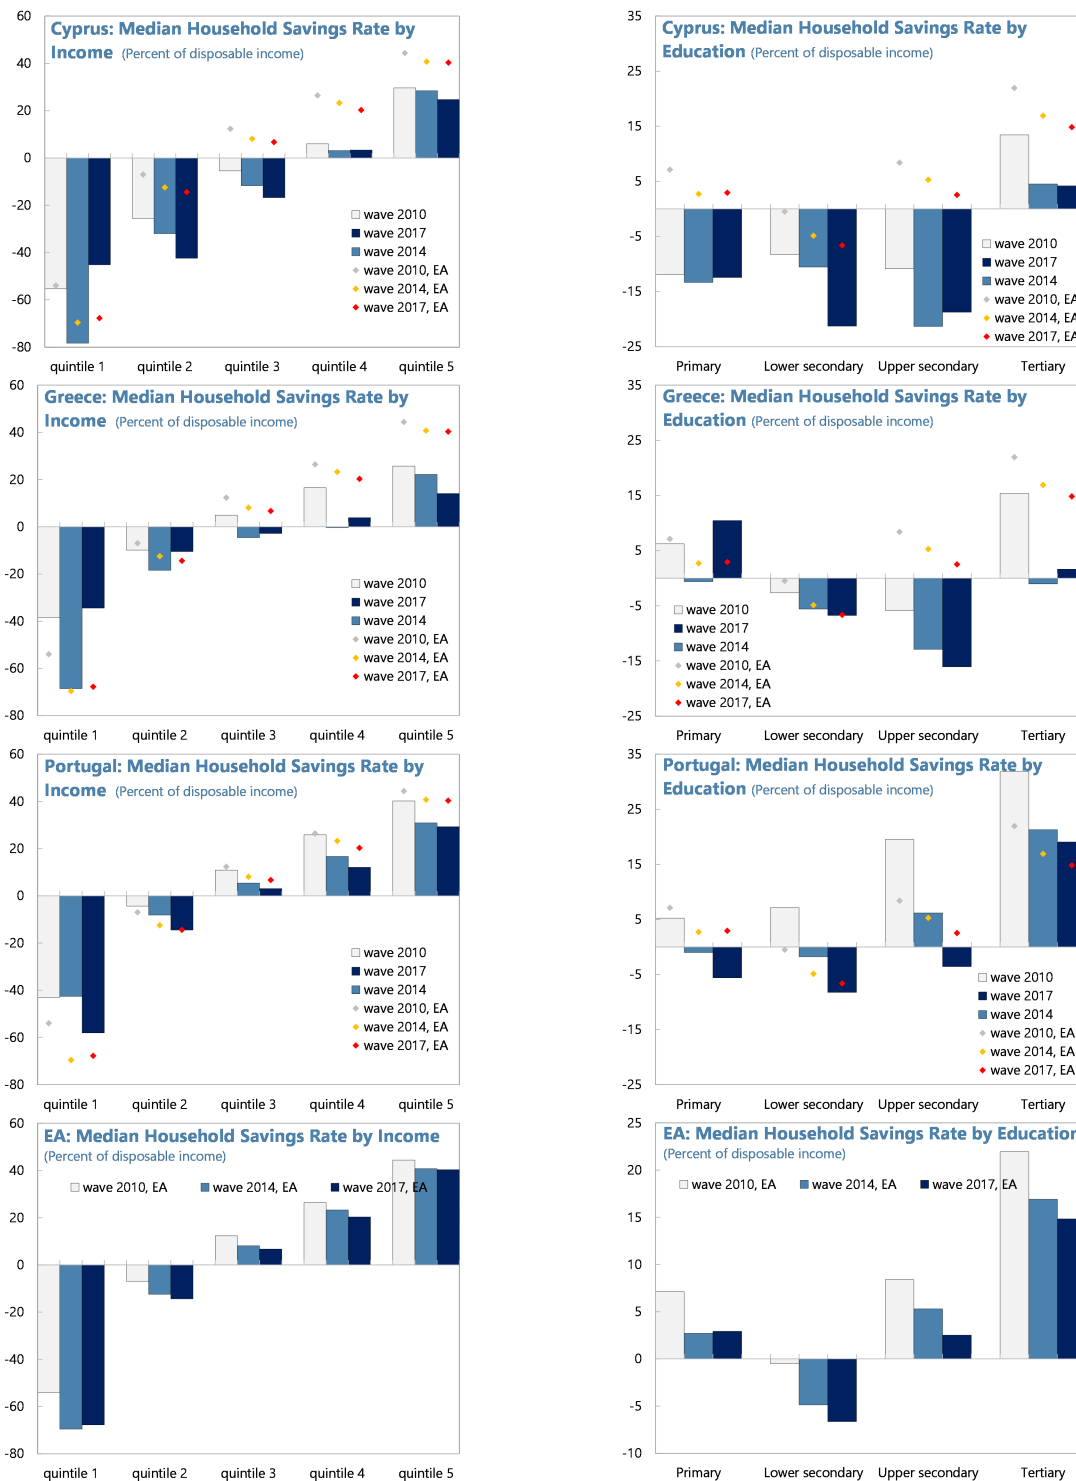 Cyprus: Median Household Savings Rate by
Income (Percent of disposable income)
60
40
20
0
-20
-40
-60
-80
wave 2010
wave 2017
wave 2014
wave 2010, EA
wave 2014, EA
wave 2017, EA
quintile 1 quintile 2 quintile 3 quintile 4 quintile 5
Cyprus: Median Household Savings Rate by
Education (Percent of disposable income)
35
25
15
5
-5
-15
-25
wave 2010
wave 2017
wave 2014
wave 2010, EA
wave 2014, EA
wave 2017, EA
Primary Lower secondary Upper secondary Tertiary
Greece: Median Household Savings Rate by
Income (Percent of disposable income)
60
40
20
0
-20
-40
-60
-80
wave 2010
wave 2017
wave 2014
wave 2010, EA
wave 2014, EA
wave 2017, EA
quintile 1 quintile 2 quintile 3 quintile 4 quintile 5
Greece: Median Household Savings Rate by
Education (Percent of disposable income)
35
25
15
5
-5
-15
-25
wave 2010
wave 2017
wave 2014
wave 2010, EA
wave 2014, EA
wave 2017, EA
Primary Lower secondary Upper secondary Tertiary
Portugal: Median Household Savings Rate by
Income (Percent of disposable income)
60
40
20
0
-20
-40
-60
-80
wave 2010
wave 2017
wave 2014
wave 2010, EA
wave 2014, EA
wave 2017, EA
quintile 1 quintile 2 quintile 3 quintile 4 quintile 5
Portugal: Median Household Savings Rate by
Education (Percent of disposable income)
35
25
15
5
-5
-15
-25
wave 2010
wave 2017
wave 2014
wave 2010, EA
wave 2014, EA
wave 2017, EA
Primary Lower secondary Upper secondary Tertiary
EA: Median Household Savings Rate by Income
(Percent of disposable income)
wave 2010, EA wave 2014, EA wave 2017, EA
60
40
20
0
-20
-40
-60
-80
quintile 1 quintile 2 quintile 3 quintile 4 quintile 5
EA: Median Household Savings Rate by Education
(Percent of disposable income)
wave 2010, EA wave 2014, EA wave 2017, EA
25
20
15
10
5
0
-5
-10
Primary Lower secondary Upper secondary Tertiary